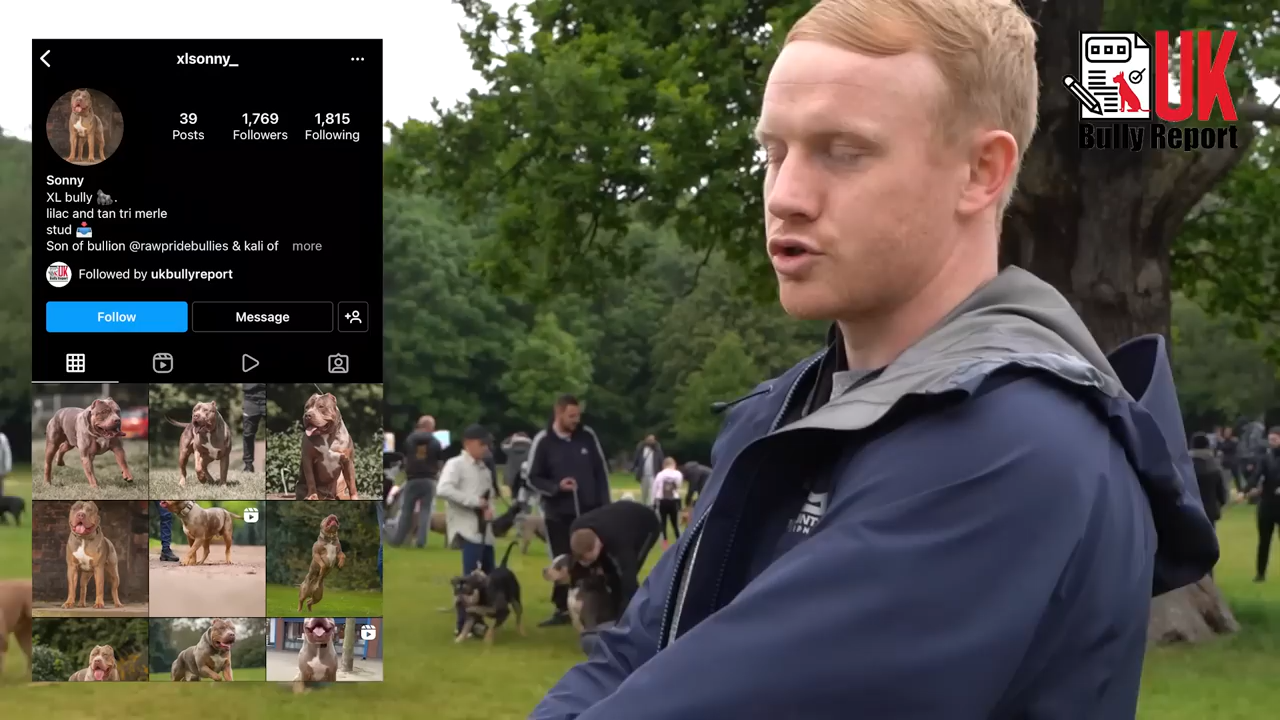 xlsonny_
39
1,769
1,815
Posts
Followers
Following
Sonny
XL bully 🦍.
lilac and tan tri merle
stud 📥
Son of bullion @rawpridebullies & kali of more
Followed by ukbullyreport
Follow
Message
UK
Bully Report